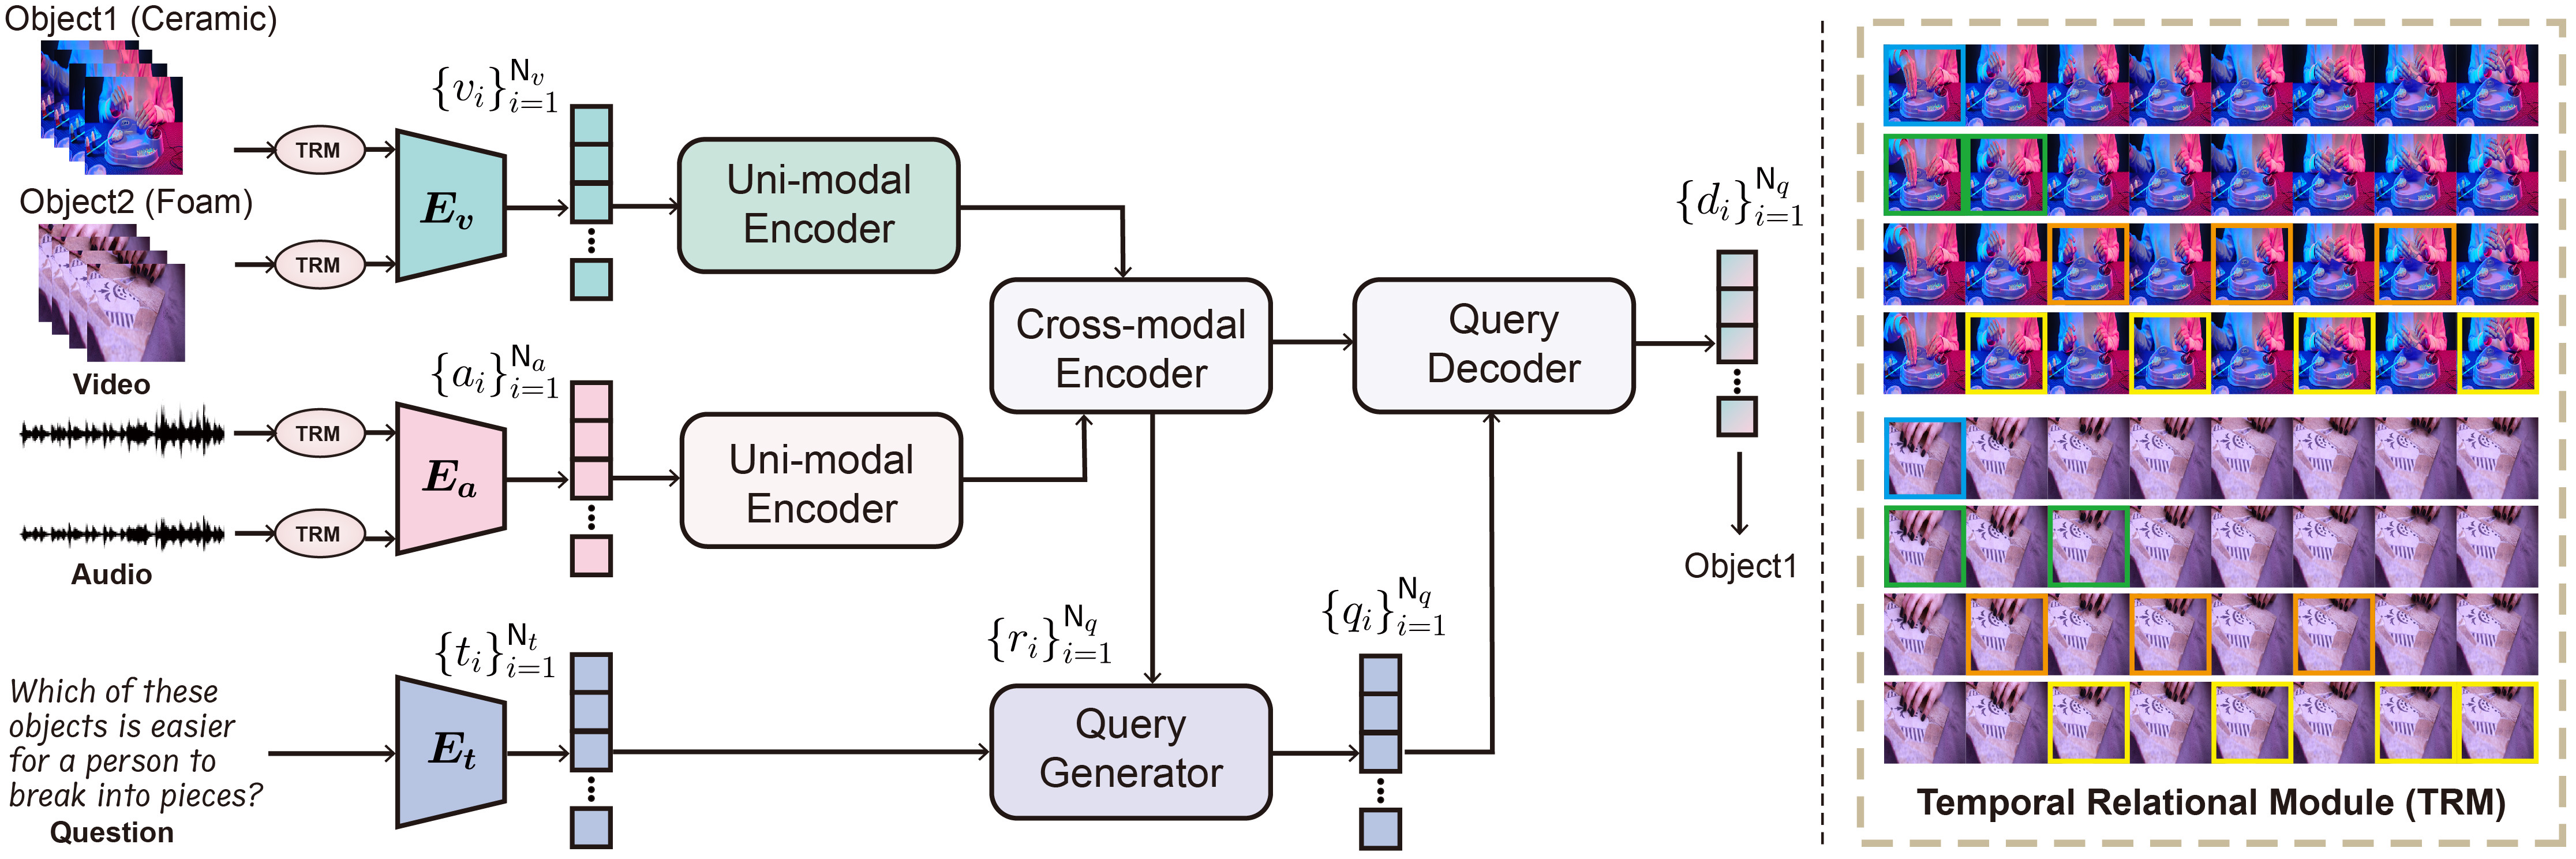 Object1 (Ceramic)
TRM
Object2 (Foam)
TRM
Video
E_v
{v_i}_{i=1}^{N_v}
Uni-modal
Encoder
TRM
TRM
Audio
E_a
{a_i}_{i=1}^{N_a}
Uni-modal
Encoder
Which of these
objects is easier
for a person to
break into pieces?
Question
E_t
{t_i}_{i=1}^{N_t}
Cross-modal
Encoder
{r_i}_{i=1}^{N_q}
Query
Generator
{q_i}_{i=1}^{N_q}
Query
Decoder
{d_i}_{i=1}^{N_q}
Object1
Temporal Relational Module (TRM)